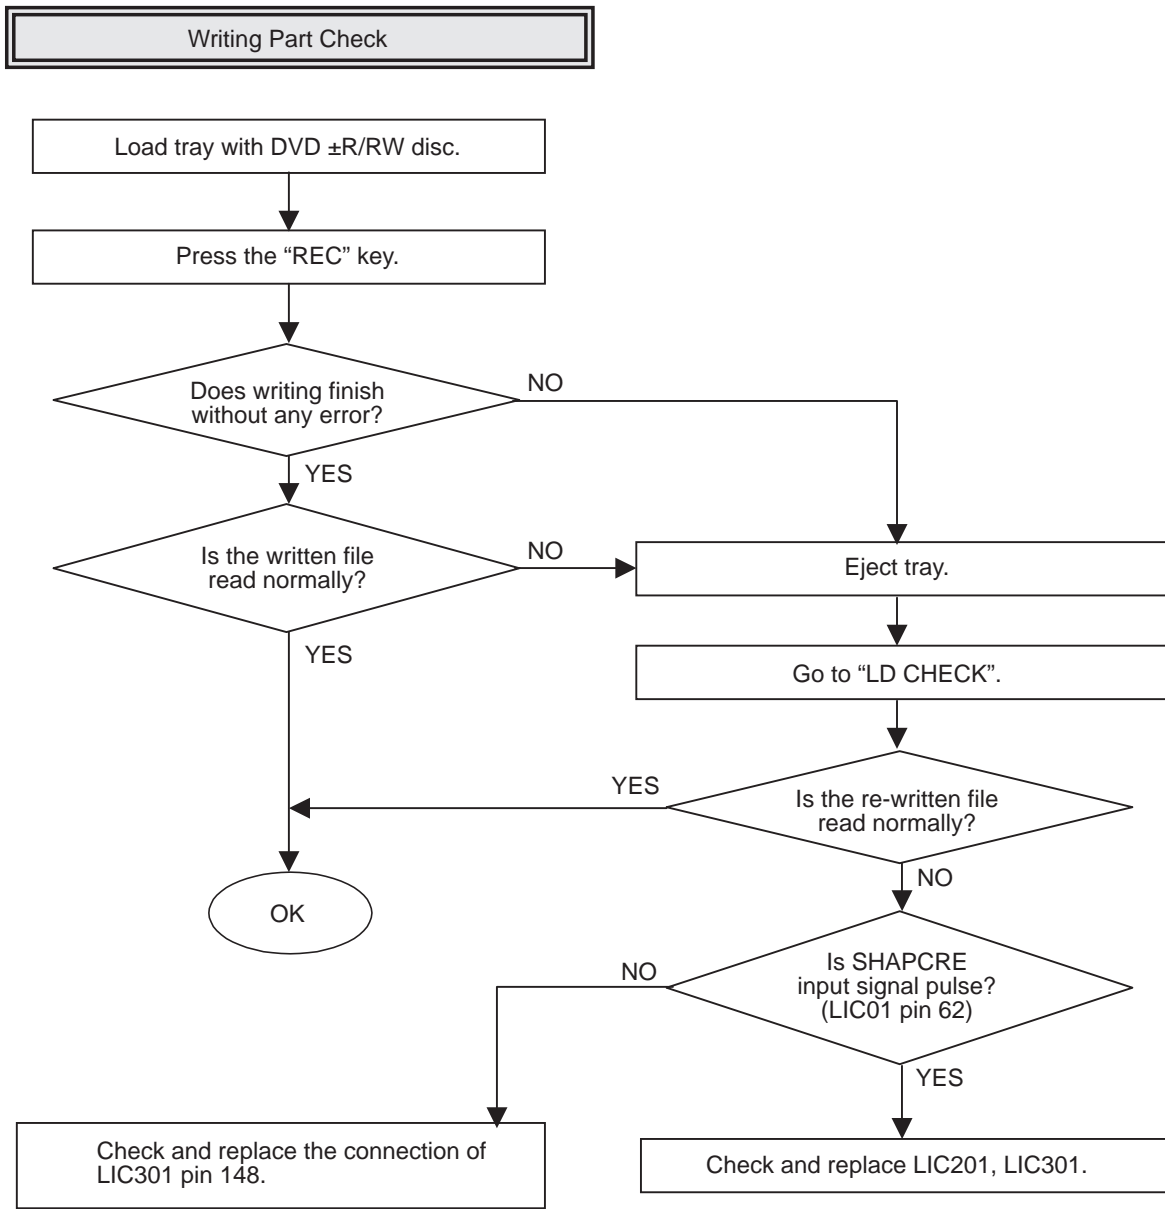 Writing Part Check
Load tray with DVD ±R/RW disc.
Press the “REC” key.
Does writing finish
without any error?
NO
YES
Is the written file
read normally?
NO
Eject tray.
YES
Go to “LD CHECK”.
YES
Is the re-written file
read normally?
NO
OK
Is SHAPCRE
input signal pulse?
(LIC01 pin 62)
NO
YES
Check and replace the connection of
LIC301 pin 148.
Check and replace LIC201, LIC301.